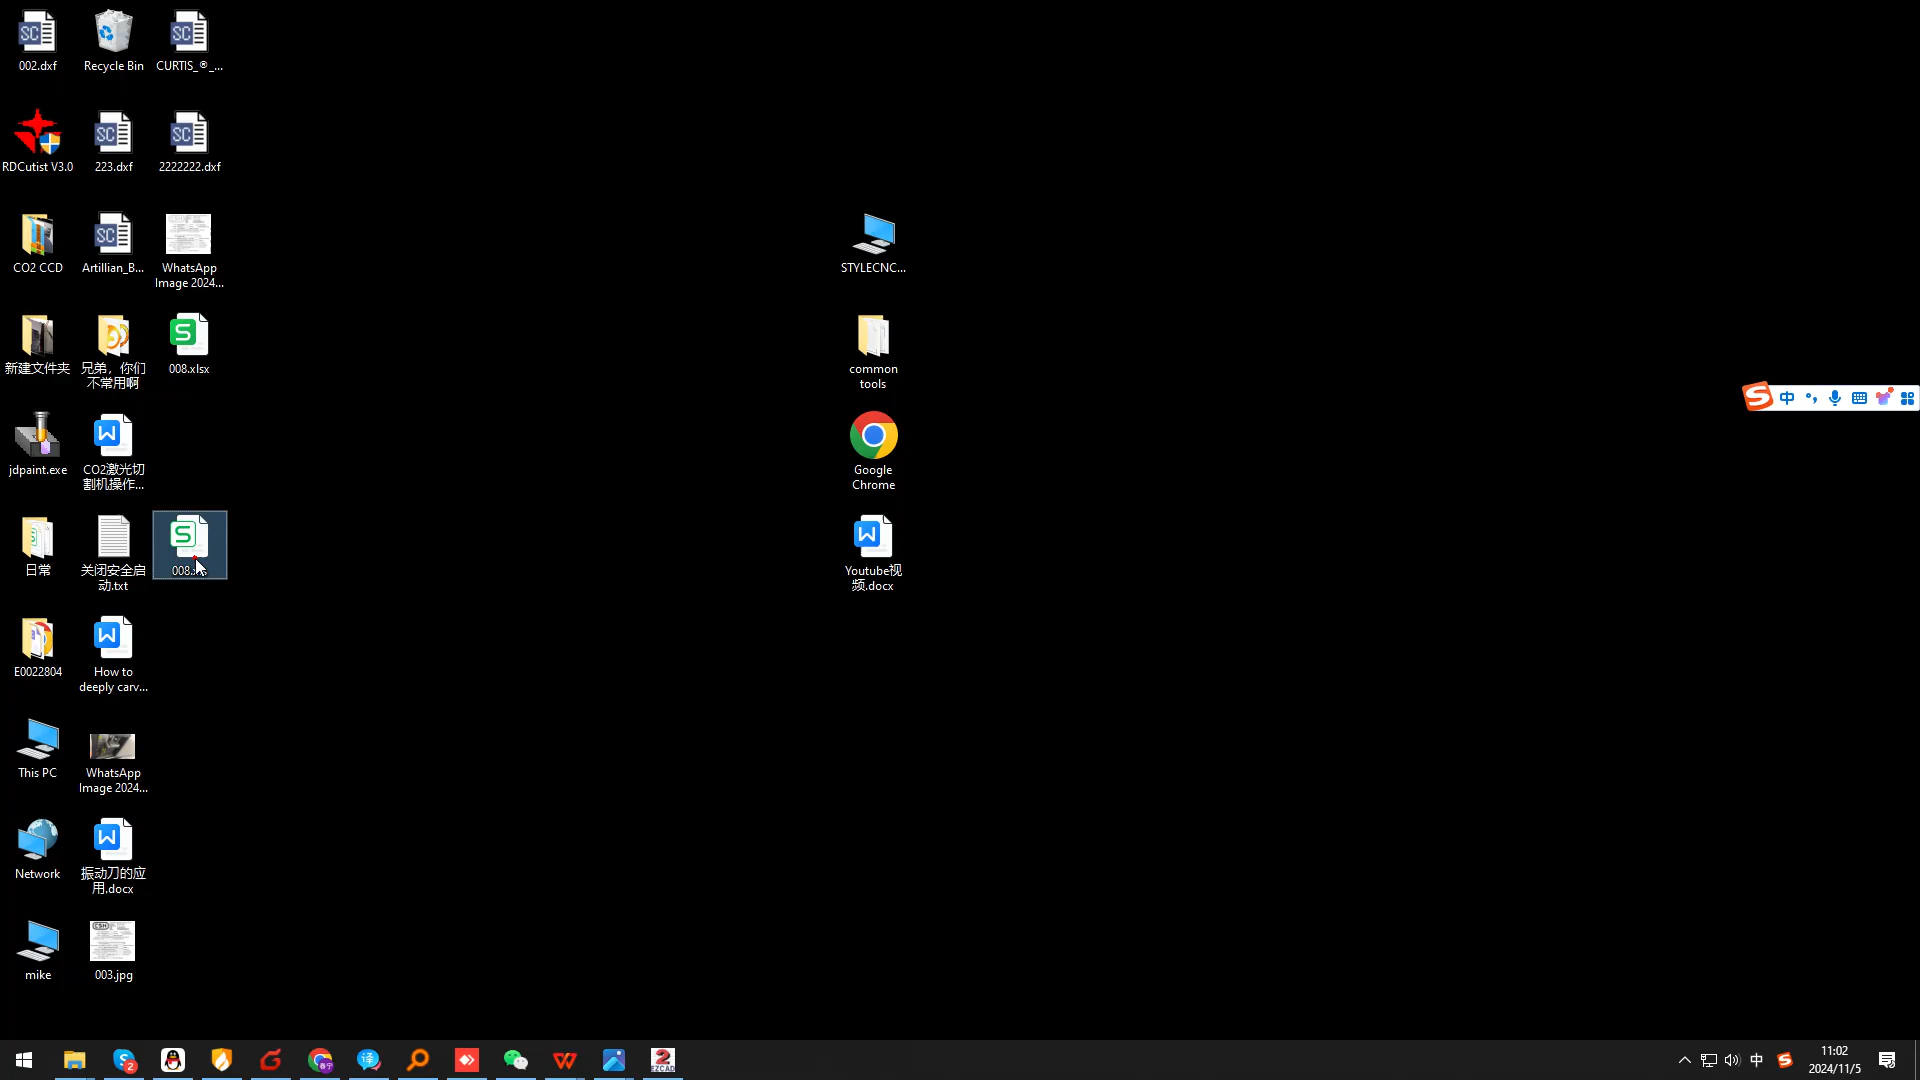 002.dxf
Recycle Bin
CURTIS_®_...
RDCutist V3.0
223.dxf
2222222.dxf
CO2 CCD
Artillian_B...
WhatsApp
Image 2024...
STYLECNC...
新建文件夹
兄弟，你们
不常用啊
008.xlsx
common
tools
jdpaint.exe
CO2激光切
割机操作...
Google
Chrome
日常
关闭安全启
动.txt
Youtube视
频.docx
E0022804
How to
deeply carv...
This PC
WhatsApp
Image 2024...
Network
振动刀的应
用.docx
mike
003.jpg
中
中
11:02
2024/11/5